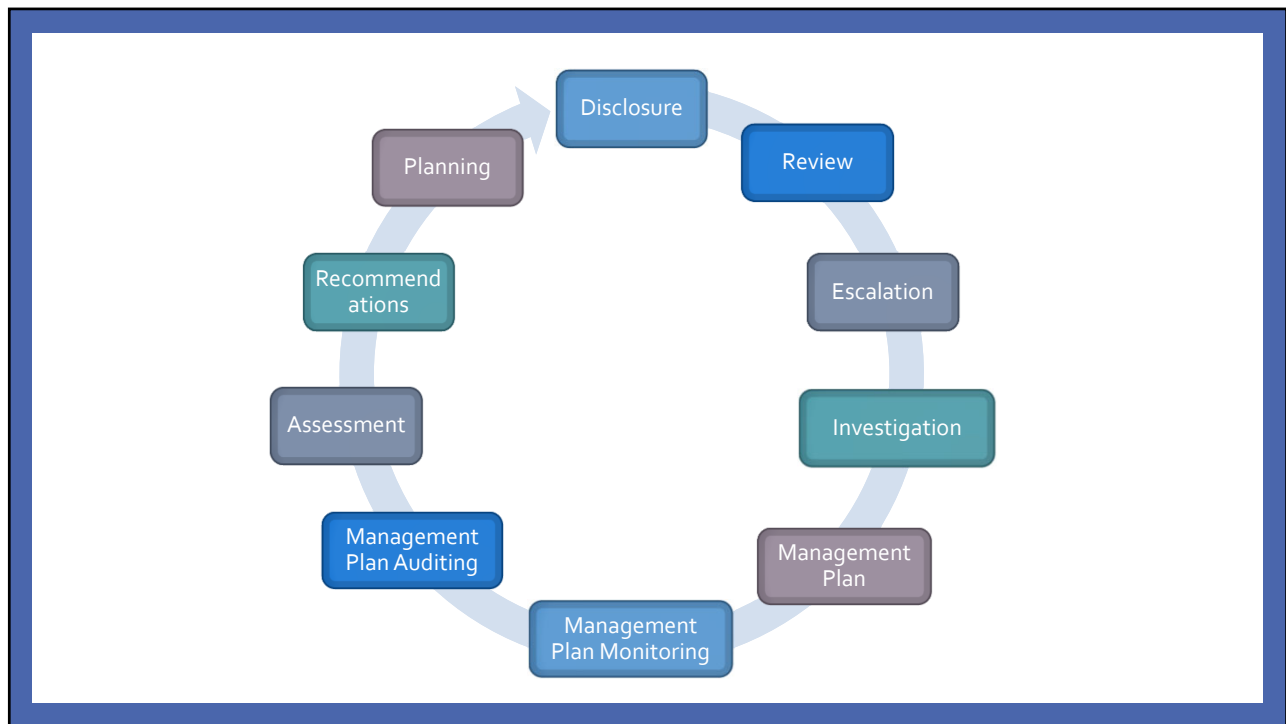 Disclosure
Review
Escalation
Investigation
Management
Plan
Management
Plan Monitoring
Management
Plan Auditing
Assessment
Recommend
ations
Planning